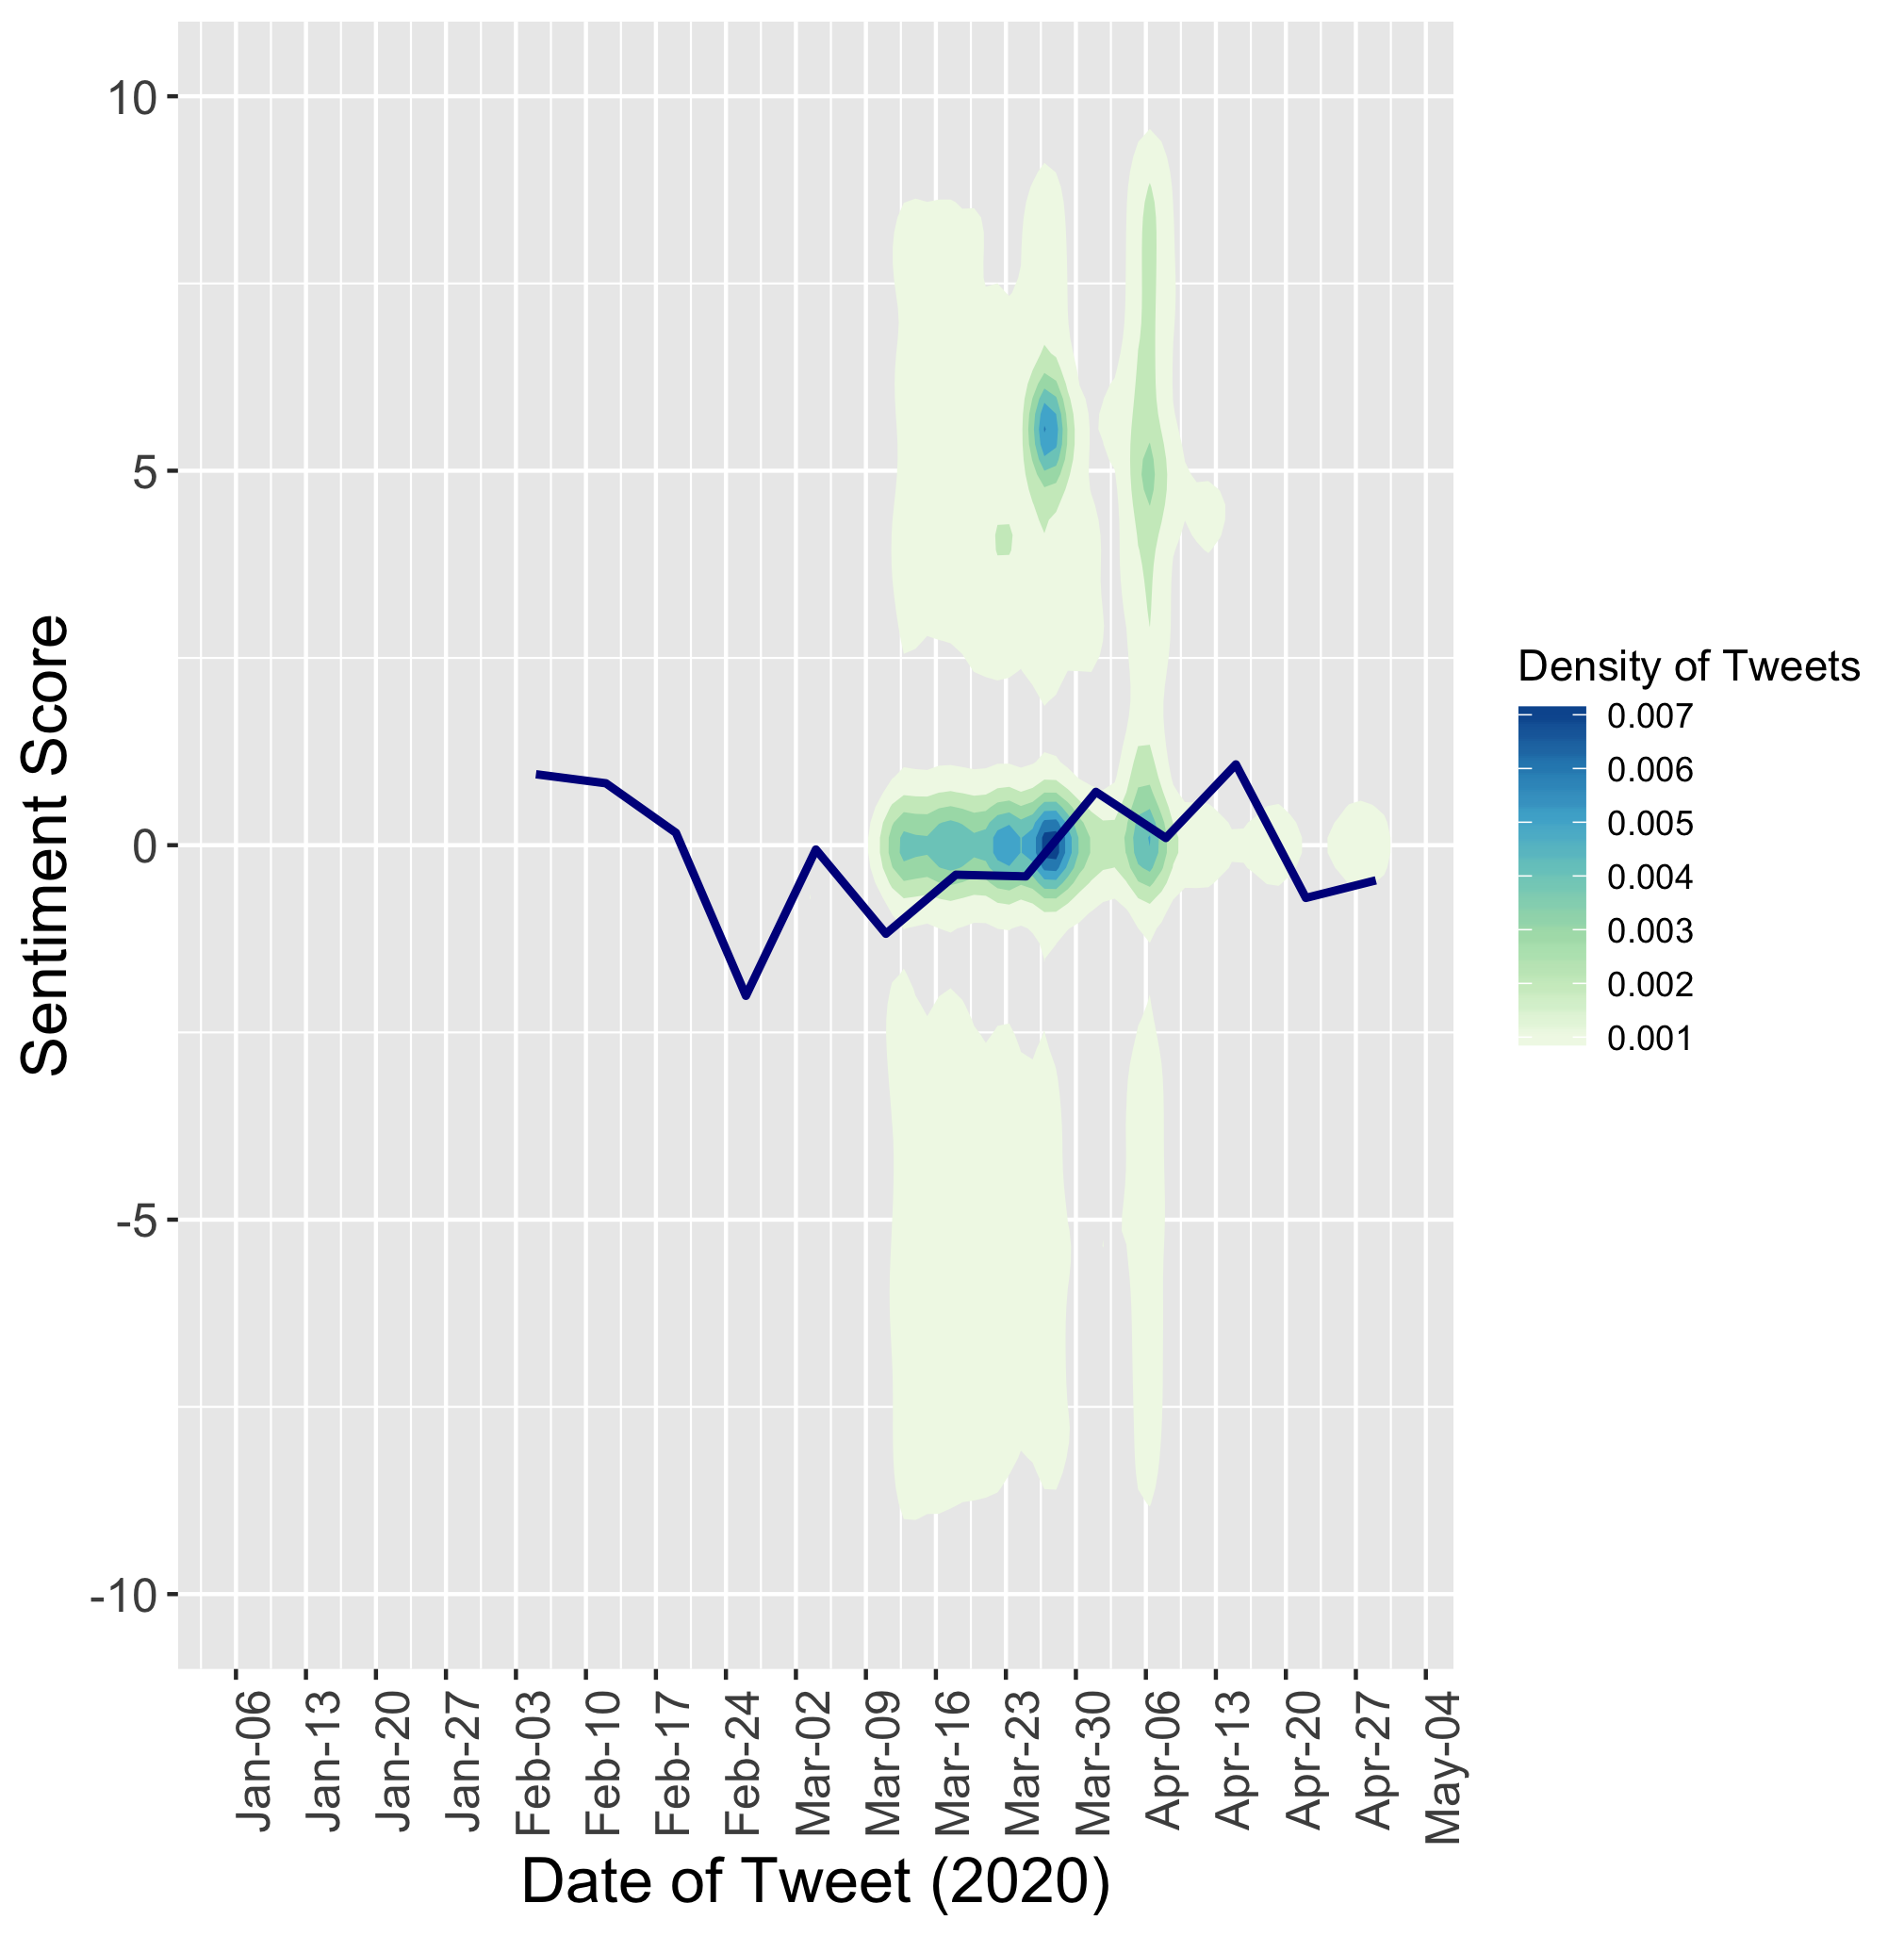 10
5
0
-5
-10
Sentiment Score
Jan-06
Jan-13
Jan-20
Jan-27
Feb-03
Feb-10
Feb-17
Feb-24
Mar-02
Mar-09
Mar-16
Mar-23
Mar-30
Apr-06
Apr-13
Apr-20
Apr-27
May-04
Date of Tweet (2020)
Density of Tweets
0.007
0.006
0.005
0.004
0.003
0.002
0.001